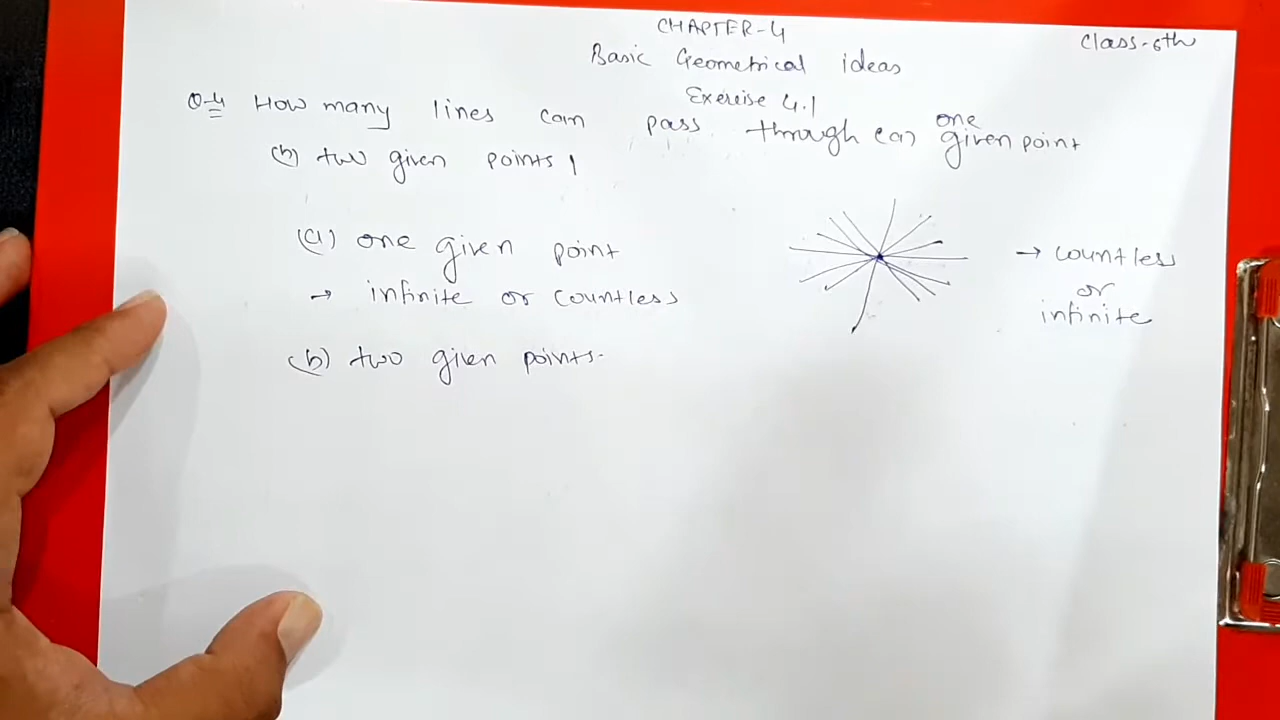 CHAPTER-4
Class-6th
Basic Geometrical ideas
Exercise 4.1
Q-4 How many lines can pass through (a) one given point
(b) two given points
(a) one given point
→ infinite or countless
→ countless
or
infinite
(b) two given points-